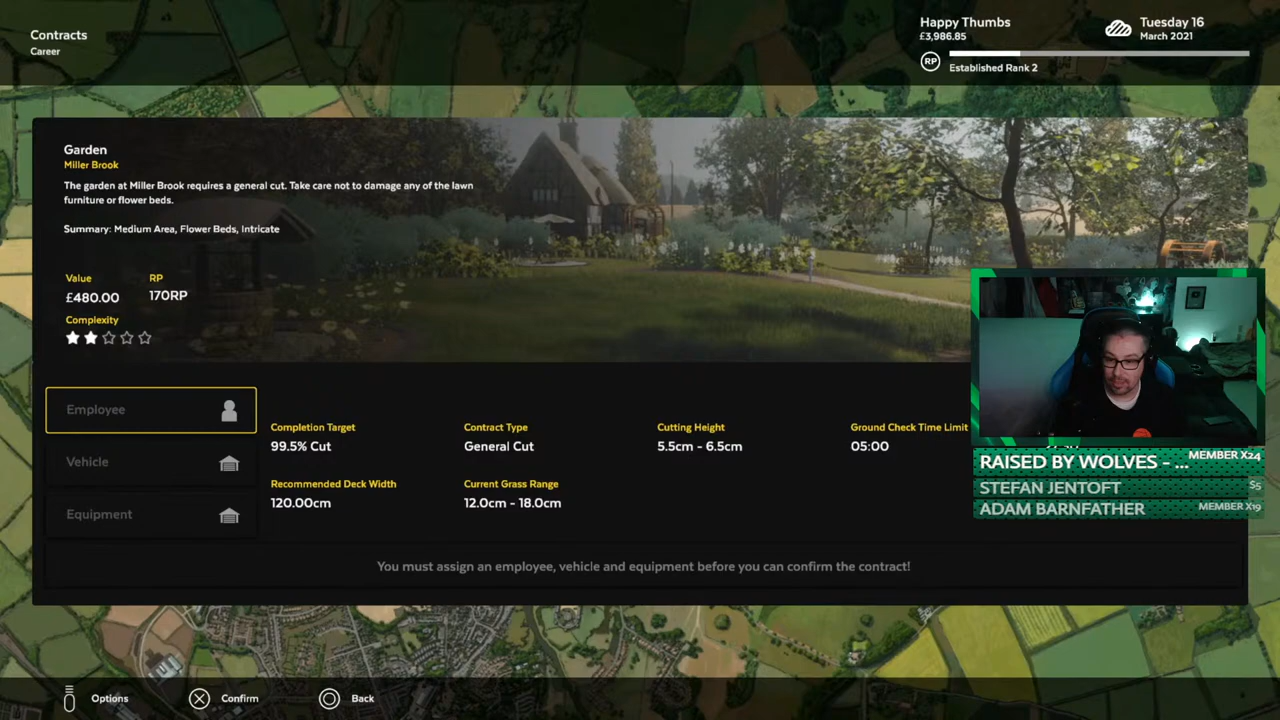 Contracts
Career
Happy Thumbs
£3,986.85
Tuesday 16
March 2021
RP
Established Rank 2
Garden
Miller Brook
The garden at Miller Brook requires a general cut. Take care not to damage any of the lawn
furniture or flower beds.
Summary: Medium Area, Flower Beds, Intricate
Value
RP
£480.00
170RP
Complexity
Employee
Vehicle
Equipment
Completion Target
99.5% Cut
Contract Type
General Cut
Cutting Height
5.5cm - 6.5cm
Ground Check Time Limit
05:00
Recommended Deck Width
120.00cm
Current Grass Range
12.0cm - 18.0cm
RAISED BY WOLVES - ...
MEMBER X24
STEFAN JENTOFT
$5
ADAM BARNFATHER
MEMBER X19
You must assign an employee, vehicle and equipment before you can confirm the contract!
Options
Confirm
Back